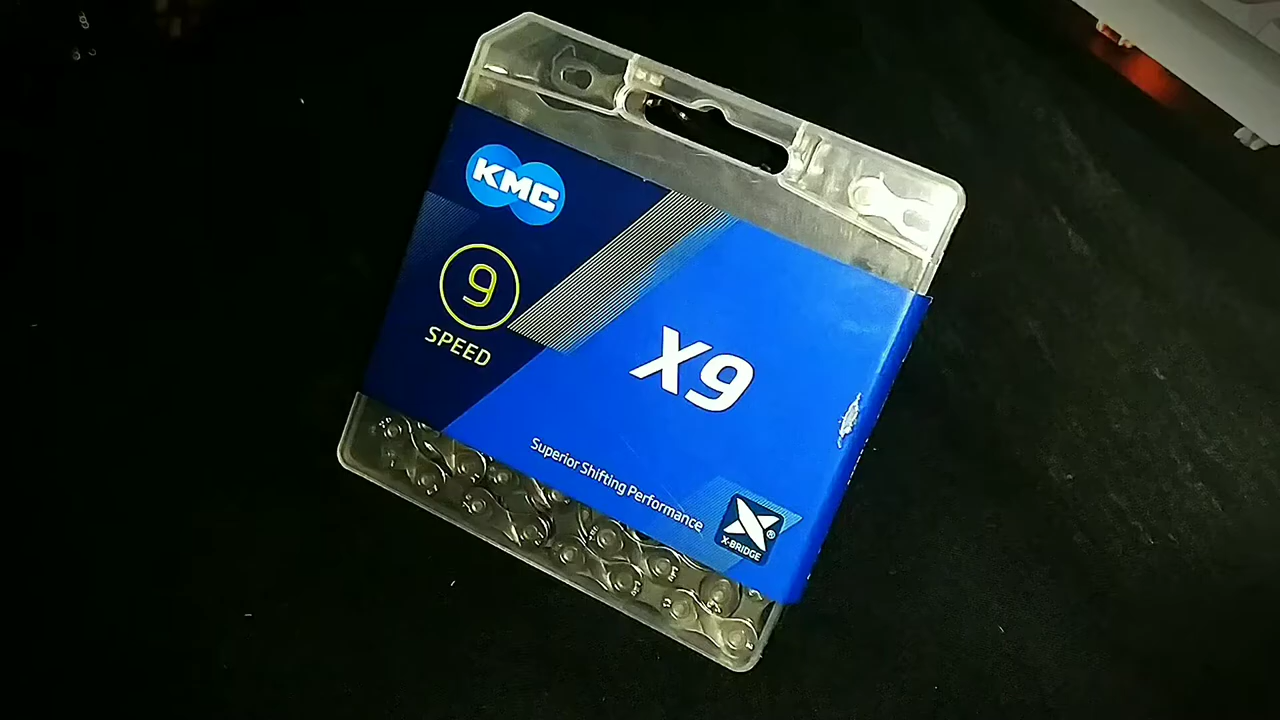 KMC
9
SPEED
X9
Superior Shifting Performance
X-BRIDGE®